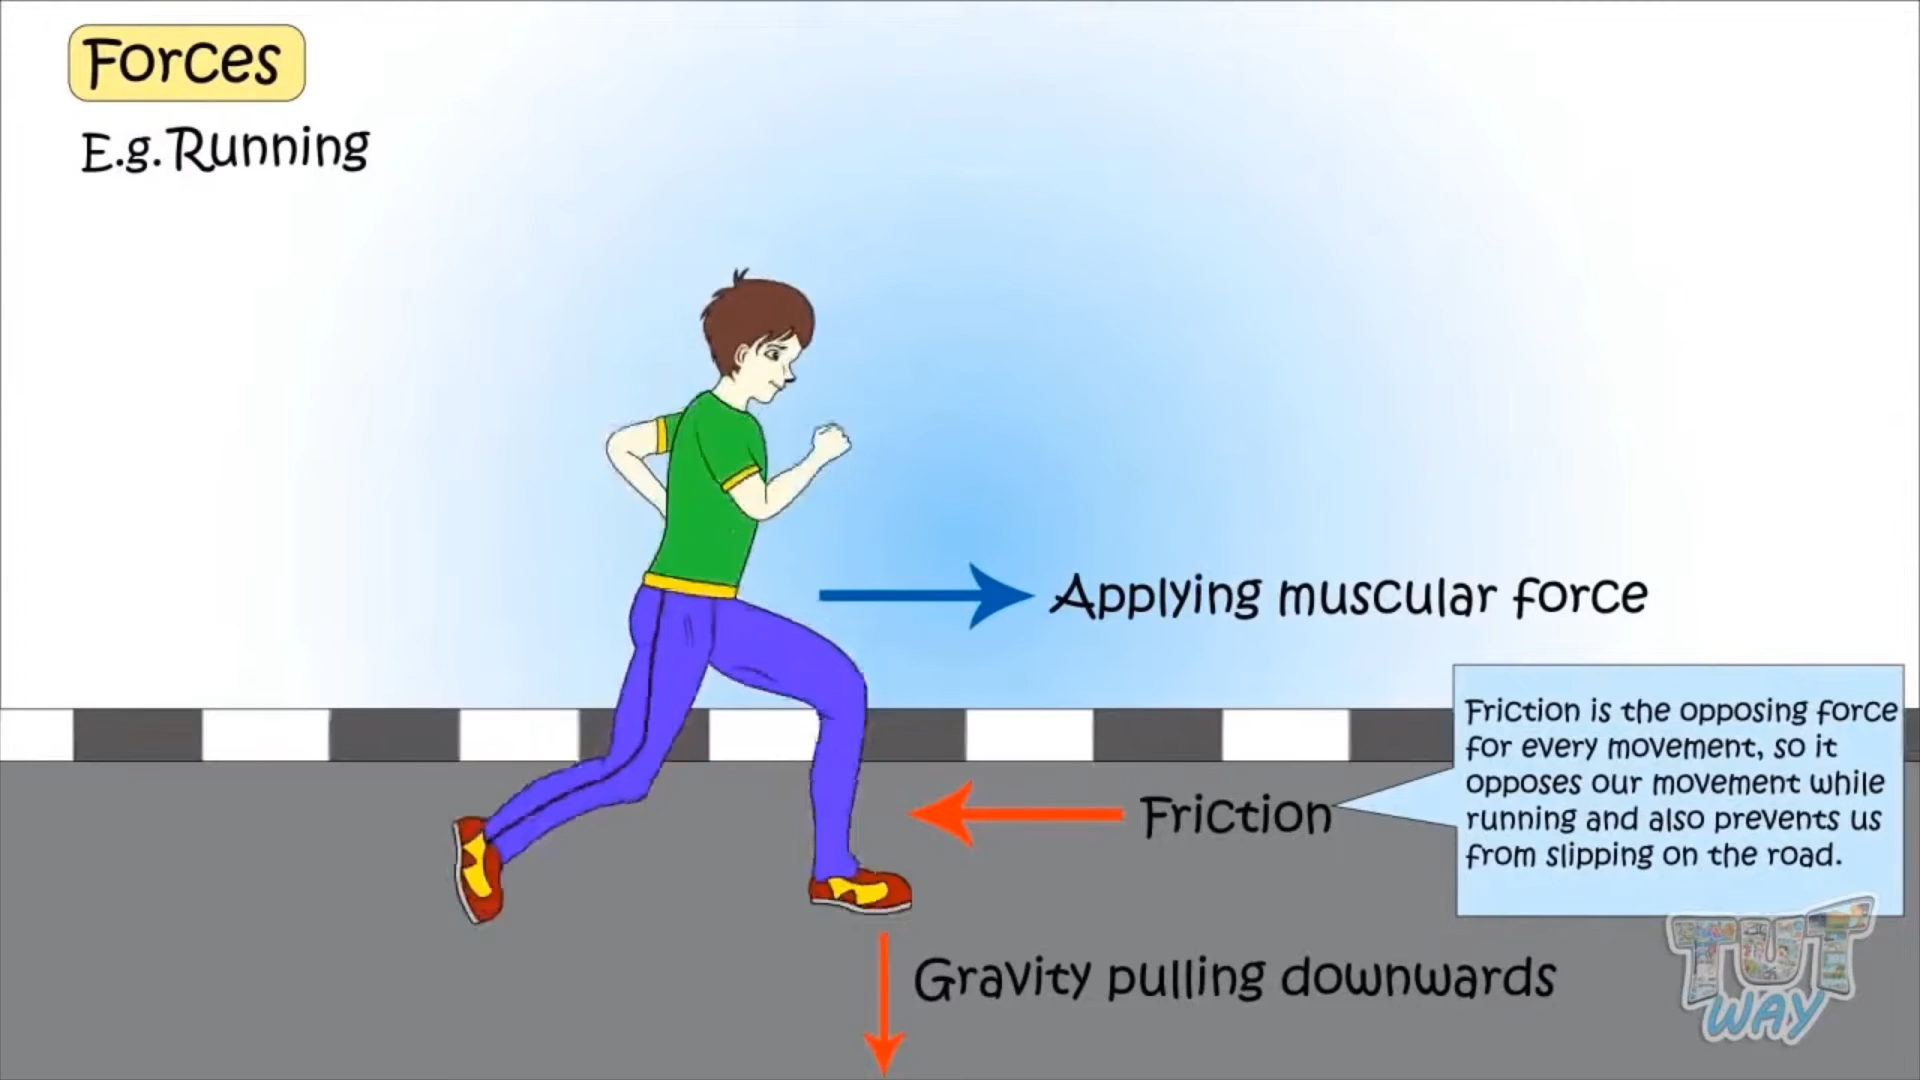 Forces
E.g. Running
Applying muscular force
Friction is the opposing force
for every movement, so it
opposes our movement while
running and also prevents us
from slipping on the road.
Friction
Gravity pulling downwards
TUT
WAY